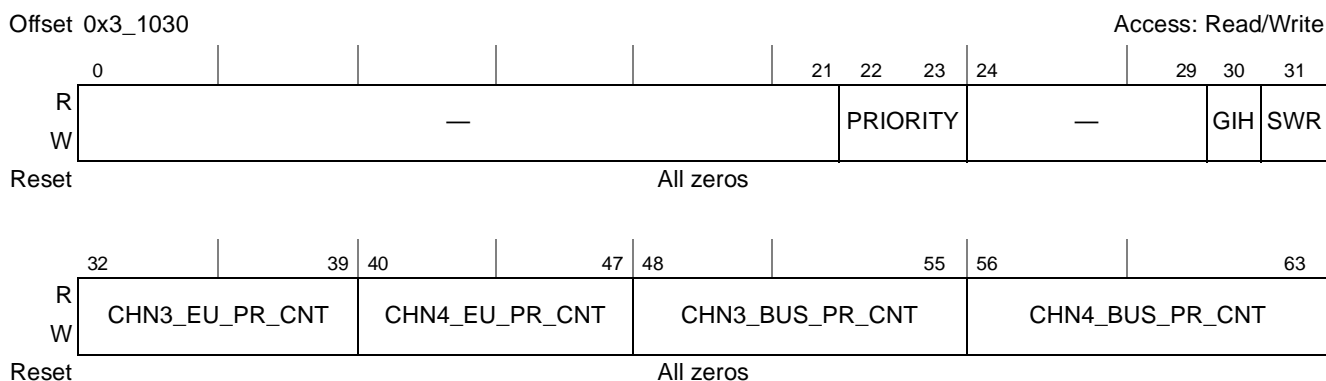 Offset 0x3_1030 Access: Read/Write
0 21 22 23 24 29 30 31
R
W
— PRIORITY — GIH SWR
Reset All zeros
32 39 40 47 48 55 56 63
R
W
CHN3_EU_PR_CNT CHN4_EU_PR_CNT CHN3_BUS_PR_CNT CHN4_BUS_PR_CNT
Reset All zeros